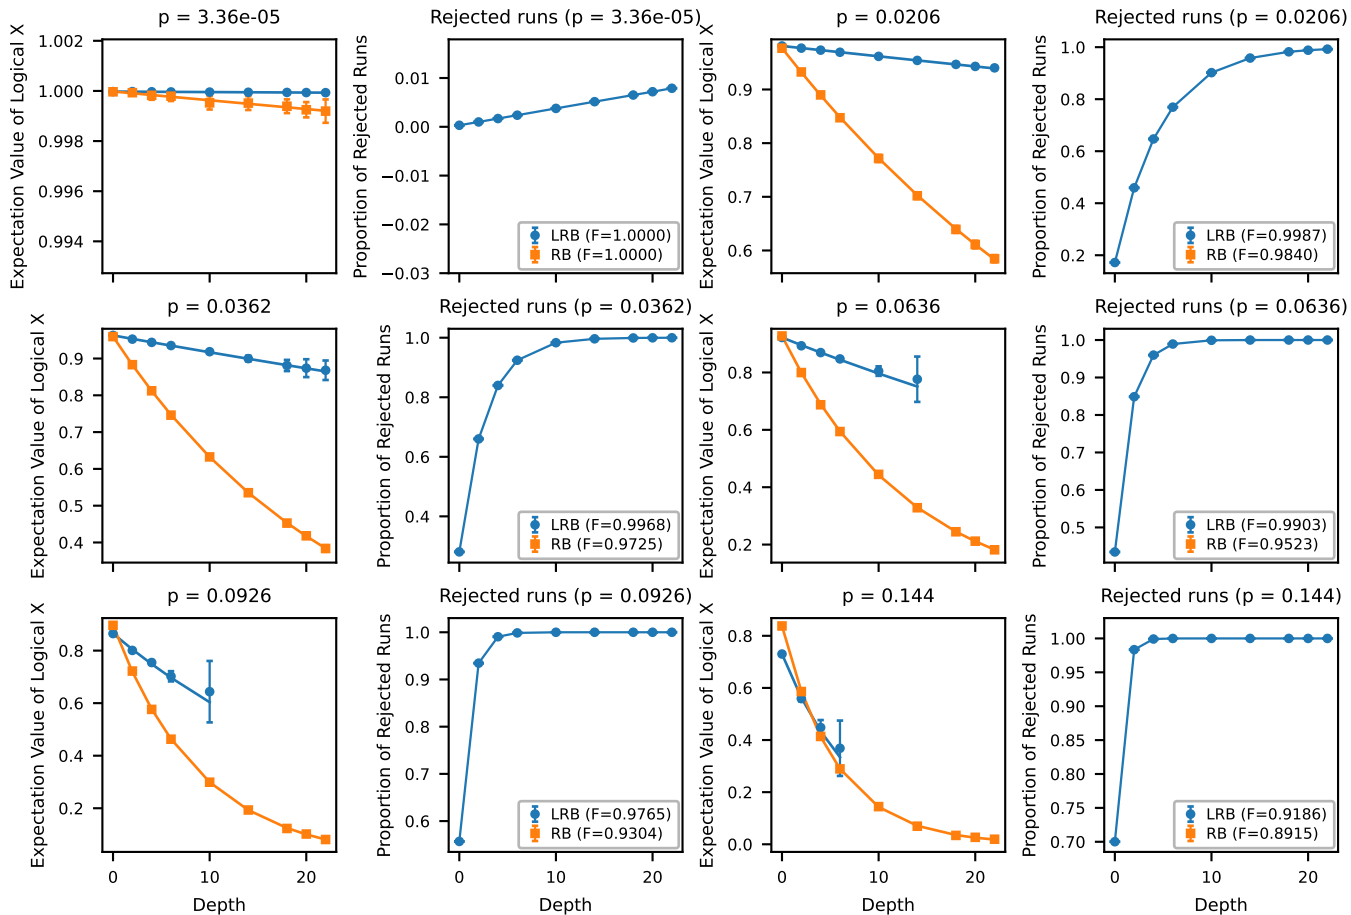 p = 3.36e-05
Expectation Value of Logical X
1.002
1.000
0.998
0.996
0.994
Rejected runs (p = 3.36e-05)
Proportion of Rejected Runs
0.01
0.00
−0.01
−0.02
−0.03
LRB (F=1.0000)
RB (F=1.0000)
p = 0.0206
Expectation Value of Logical X
0.9
0.8
0.7
0.6
Rejected runs (p = 0.0206)
Proportion of Rejected Runs
1.0
0.8
0.6
0.4
0.2
LRB (F=0.9987)
RB (F=0.9840)
p = 0.0362
Expectation Value of Logical X
0.9
0.8
0.7
0.6
0.5
0.4
Rejected runs (p = 0.0362)
Proportion of Rejected Runs
1.0
0.8
0.6
0.4
LRB (F=0.9968)
RB (F=0.9725)
p = 0.0636
Expectation Value of Logical X
0.8
0.6
0.4
0.2
Rejected runs (p = 0.0636)
Proportion of Rejected Runs
1.0
0.9
0.8
0.7
0.6
0.5
LRB (F=0.9903)
RB (F=0.9523)
p = 0.0926
Expectation Value of Logical X
0.8
0.6
0.4
0.2
0
10
20
Depth
Rejected runs (p = 0.0926)
Proportion of Rejected Runs
1.0
0.9
0.8
0.7
0.6
LRB (F=0.9765)
RB (F=0.9304)
0
10
20
Depth
p = 0.144
Expectation Value of Logical X
0.8
0.6
0.4
0.2
0.0
0
10
20
Depth
Rejected runs (p = 0.144)
Proportion of Rejected Runs
1.00
0.95
0.90
0.85
0.80
0.75
0.70
LRB (F=0.9186)
RB (F=0.8915)
0
10
20
Depth